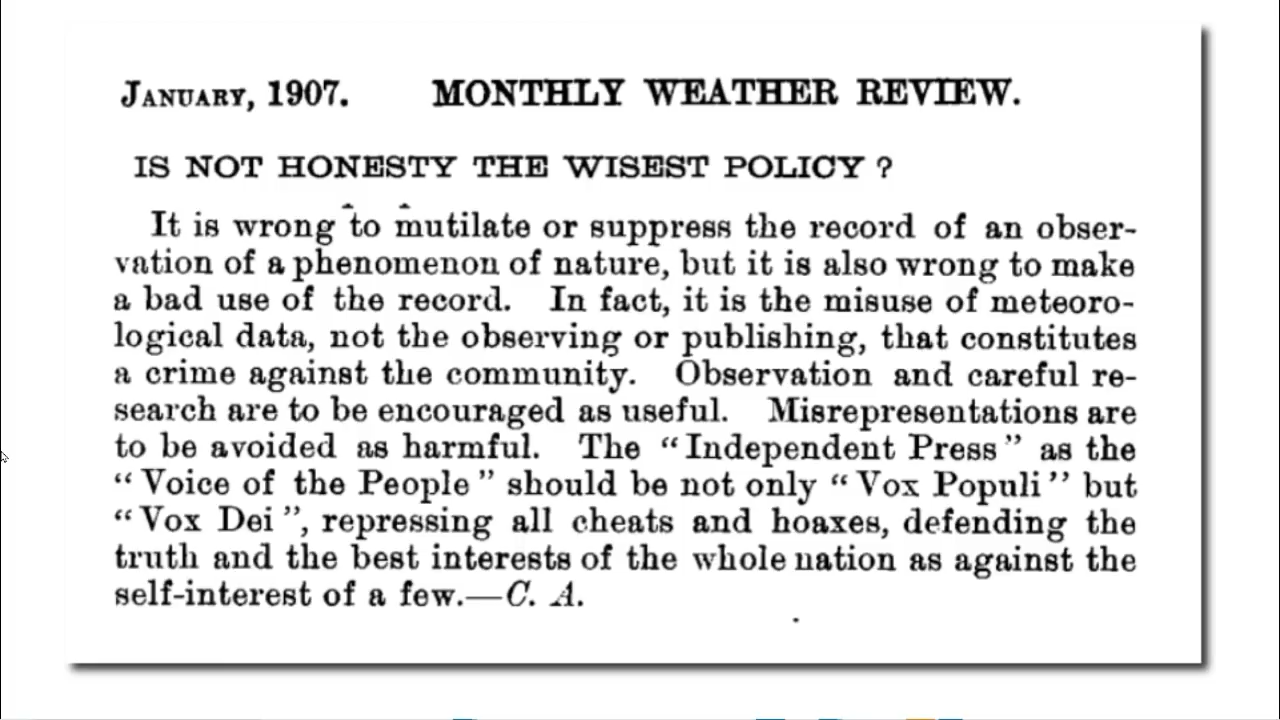 JANUARY, 1907. MONTHLY WEATHER REVIEW.
IS NOT HONESTY THE WISEST POLICY ?
It is wrong to mutilate or suppress the record of an obser-
vation of a phenomenon of nature, but it is also wrong to make
a bad use of the record. In fact, it is the misuse of meteoro-
logical data, not the observing or publishing, that constitutes
a crime against the community. Observation and careful re-
search are to be encouraged as useful. Misrepresentations are
to be avoided as harmful. The “Independent Press” as the
“Voice of the People” should be not only “Vox Populi” but
“Vox Dei”, repressing all cheats and hoaxes, defending the
truth and the best interests of the whole nation as against the
self-interest of a few.—C. A.